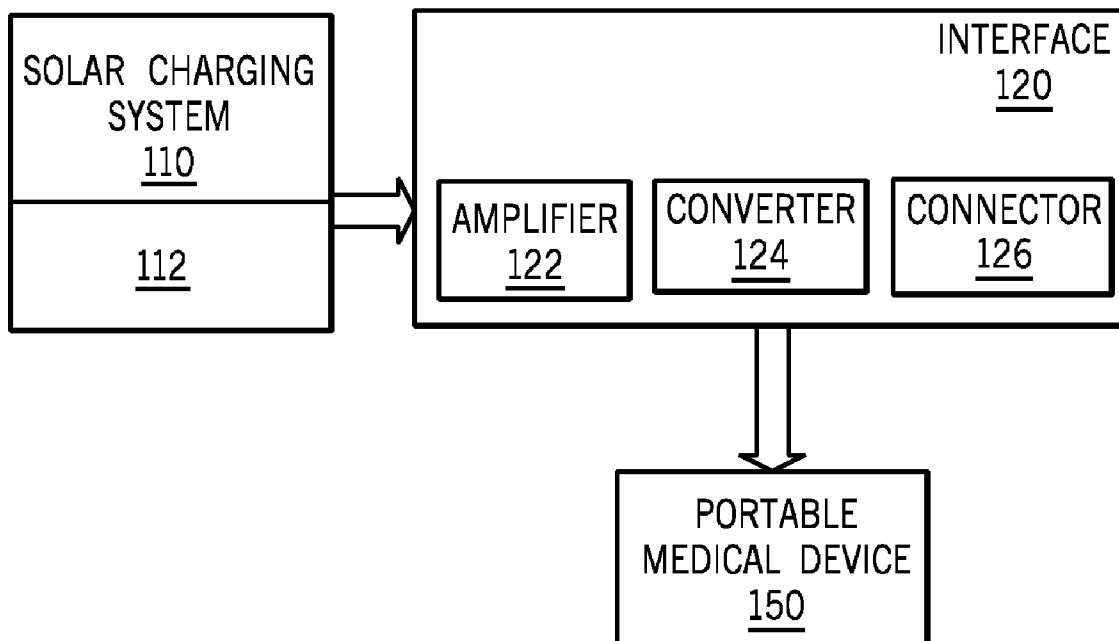 SOLAR CHARGING
SYSTEM
110
112
INTERFACE
120
AMPLIFIER
122
CONVERTER
124
CONNECTOR
126
PORTABLE
MEDICAL DEVICE
150